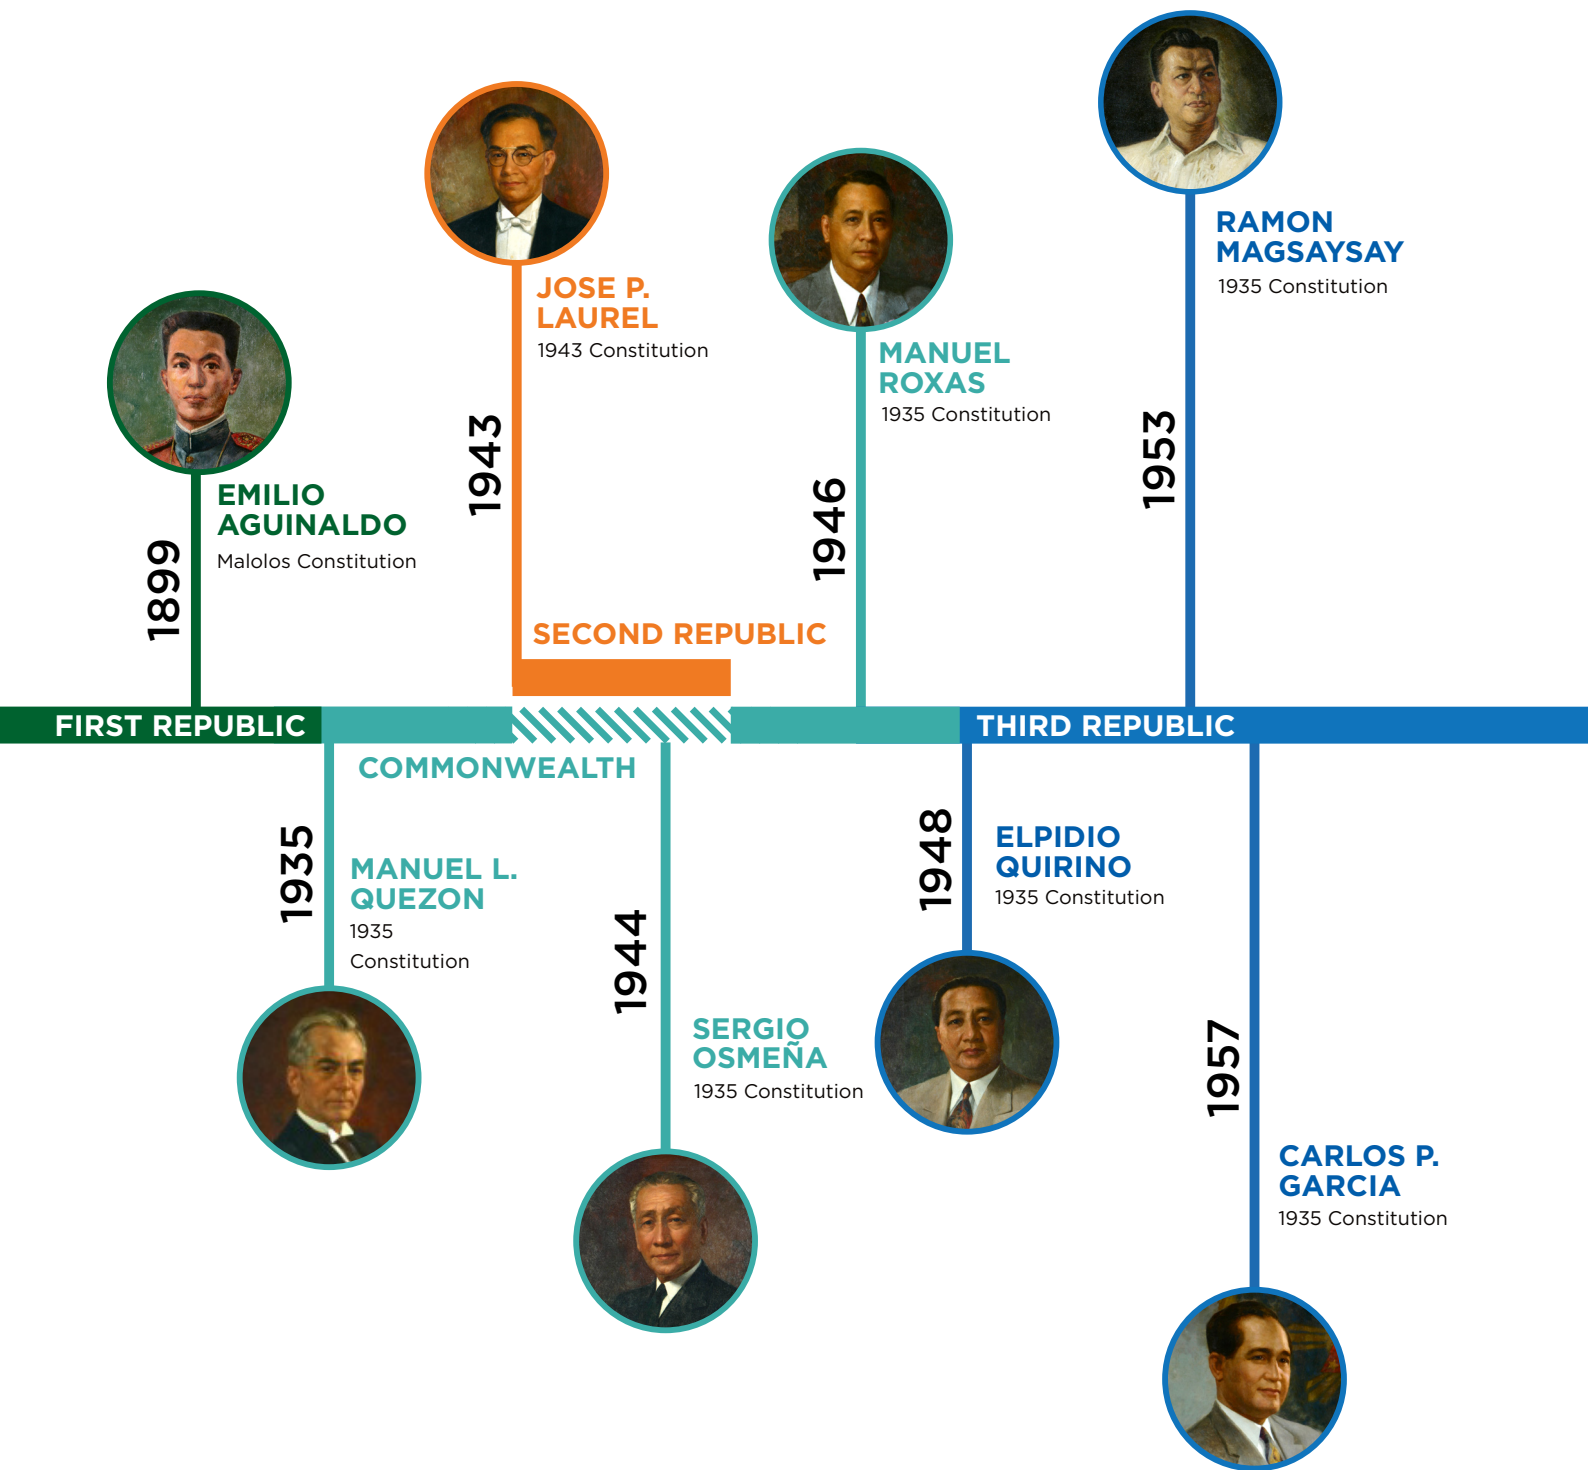 RAMON
MAGSAYSAY
1935 Constitution
1953
JOSE P.
LAUREL
1943 Constitution
1943
MANUEL
ROXAS
1935 Constitution
1946
EMILIO
AGUINALDO
Malolos Constitution
1899
SECOND REPUBLIC
FIRST REPUBLIC
THIRD REPUBLIC
COMMONWEALTH
1935
MANUEL L.
QUEZON
1935
Constitution
1944
SERGIO
OSMEÑA
1935 Constitution
1948
ELPIDIO
QUIRINO
1935 Constitution
1957
CARLOS P.
GARCIA
1935 Constitution